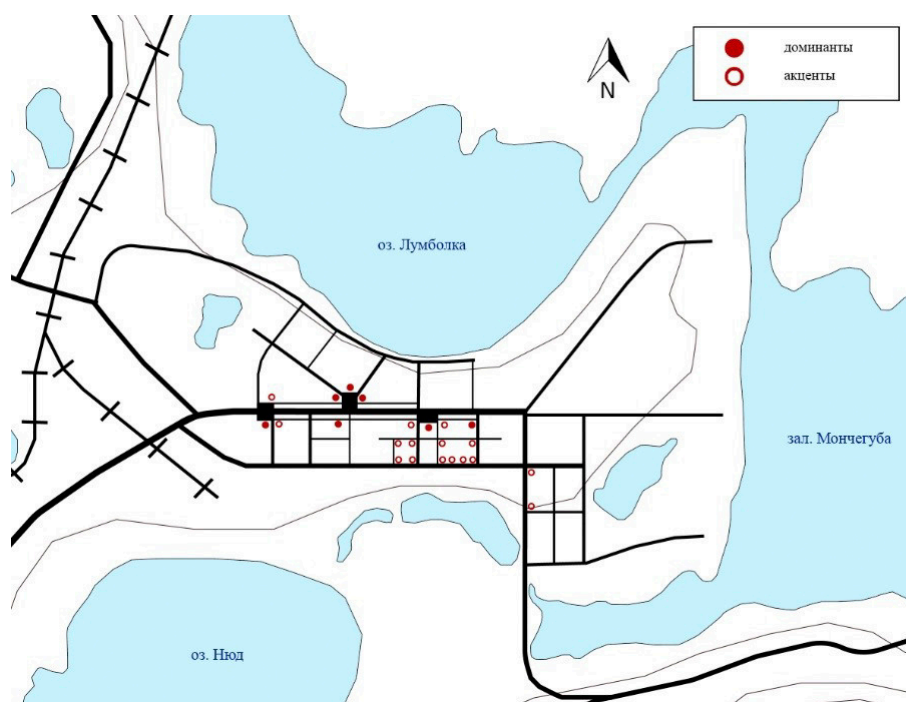 доминанты
акценты
N
оз. Лумболка
зал. Мончегуба
оз. Нюд